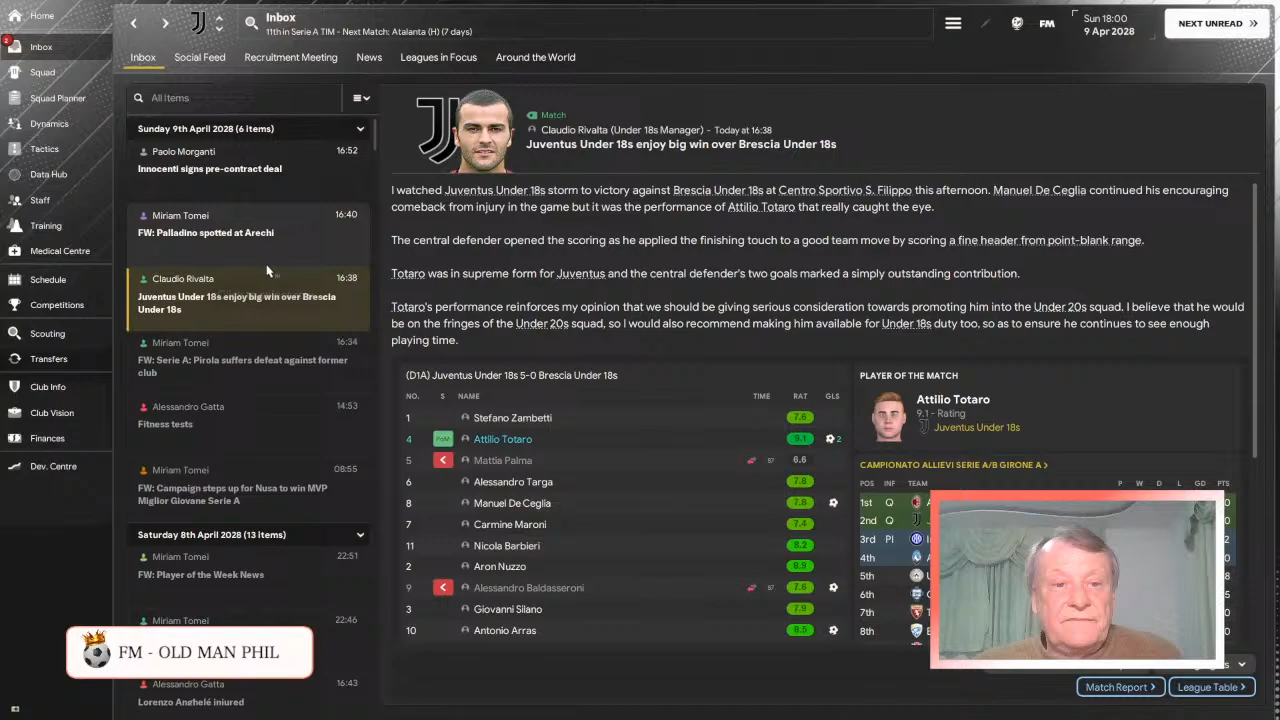 Home
Inbox
11th in Serie A TIM - Next Match: Atalanta (H) (7 days)
FM
Sun 18:00
9 Apr 2028
NEXT UNREAD
2
Inbox
Squad
Squad Planner
Dynamics
Tactics
Data Hub
Staff
Training
Medical Centre
Schedule
Competitions
Scouting
Transfers
Club Info
Club Vision
Finances
Dev. Centre
Inbox
Social Feed
Recruitment Meeting
News
Leagues in Focus
Around the World
All Items
Sunday 9th April 2028 (6 items)
Paolo Morganti 16:52
Innocenti signs pre-contract deal
Miriam Tomei 16:40
FW: Palladino spotted at Arechi
Claudio Rivalta 16:38
Juventus Under 18s enjoy big win over Brescia
Under 18s
Miriam Tomei 16:34
FW: Serie A: Pirola suffers defeat against former
club
Alessandro Gatta 14:53
Fitness tests
Miriam Tomei 08:55
FW: Campaign steps up for Nusa to win MVP
Miglior Giovane Serie A
Saturday 8th April 2028 (13 items)
Miriam Tomei 22:51
FW: Player of the Week News
Miriam Tomei 22:46
Alessandro Gatta 16:43
Lorenzo Anghelé injured
FM - OLD MAN PHIL
Match
Claudio Rivalta (Under 18s Manager) - Today at 16:38
Juventus Under 18s enjoy big win over Brescia Under 18s
I watched Juventus Under 18s storm to victory against Brescia Under 18s at Centro Sportivo S. Filippo this afternoon. Manuel De Ceglia continued his encouraging
comeback from injury in the game but it was the performance of Attilio Totaro that really caught the eye.
The central defender opened the scoring as he applied the finishing touch to a good team move by scoring a fine header from point-blank range.
Totaro was in supreme form for Juventus and the central defender's two goals marked a simply outstanding contribution.
Totaro's performance reinforces my opinion that we should be giving serious consideration towards promoting him into the Under 20s squad. I believe that he would
be on the fringes of the Under 20s squad, so I would also recommend making him available for Under 18s duty too, so as to ensure he continues to see enough
playing time.
(D1A) Juventus Under 18s 5-0 Brescia Under 18s
NO. S NAME TIME RAT GLS
1 Stefano Zambetti 7.6
4 PoM Attilio Totaro 9.1 2
5 Mattia Palma 57 6.6
6 Alessandro Targa 7.8
8 Manuel De Ceglia 7.8
7 Carmine Maroni 7.4
11 Nicola Barbieri 8.2
2 Aron Nuzzo 8.9
9 Alessandro Baldasseroni 57 7.6
3 Giovanni Silano 7.9
10 Antonio Arras 8.5
PLAYER OF THE MATCH
Attilio Totaro
9.1 - Rating
Juventus Under 18s
CAMPIONATO ALLIEVI SERIE A/B GIRONE A
POS INF TEAM P W D L GD PTS
1st Q
2nd Q
3rd PI
4th
5th
6th
7th
8th
Match Report
League Table